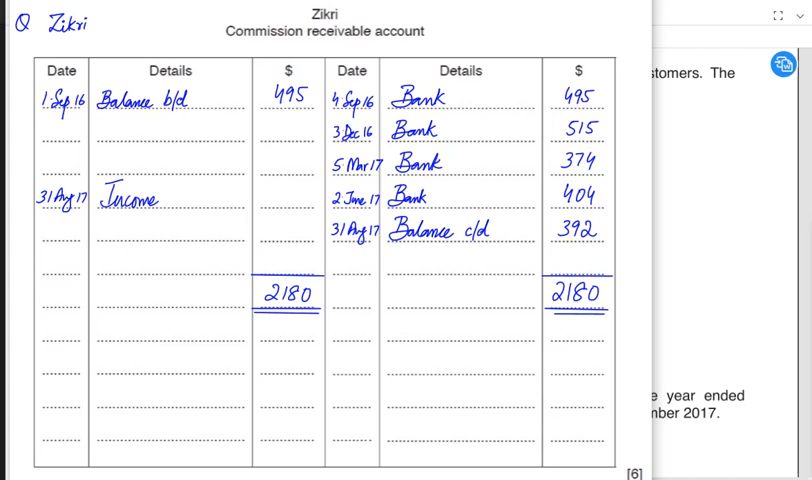 Q Zikri
Zikri
Commission receivable account
Date Details $ Date Details $
1 Sep 16 Balance b/d 495 4 Sep 16 Bank 495
3 Dec 16 Bank 515
5 Mar 17 Bank 374
31 Aug 17 Income 2 June 17 Bank 404
31 Aug 17 Balance c/d 392
2180 2180
[6]
stomers. The
e year ended
nber 2017.